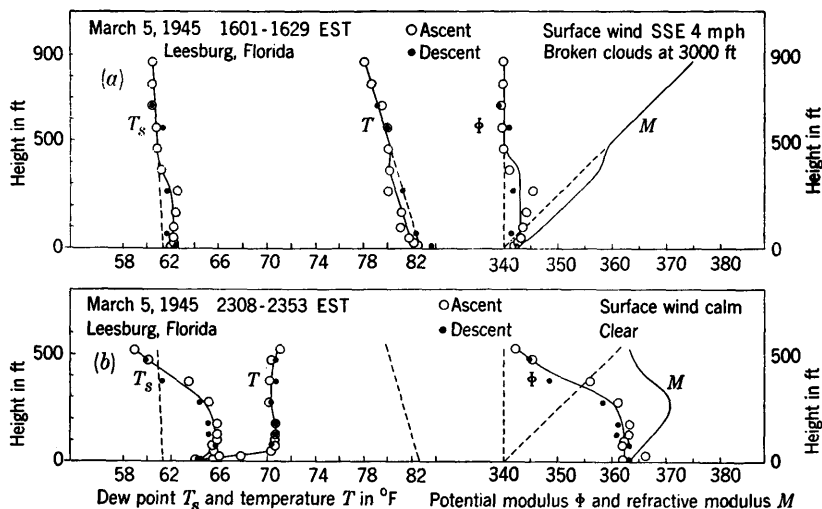 March 5, 1945 1601-1629 EST
Leesburg, Florida
Ascent
Descent
Surface wind SSE 4 mph
Broken clouds at 3000 ft
(a)
900
500
0
Height in ft
T_s
T
Φ
M
900
500
0
Height in ft
58 62 66 70 74 78 82 340 350 360 370 380
March 5, 1945 2308-2353 EST
Leesburg, Florida
Ascent
Descent
Surface wind calm
Clear
(b)
500
0
Height in ft
T_s
T
Φ
M
500
0
Height in ft
60 64 70 74 78 82 340 350 360 370 380
Dew point T_s and temperature T in °F
Potential modulus Φ and refractive modulus M